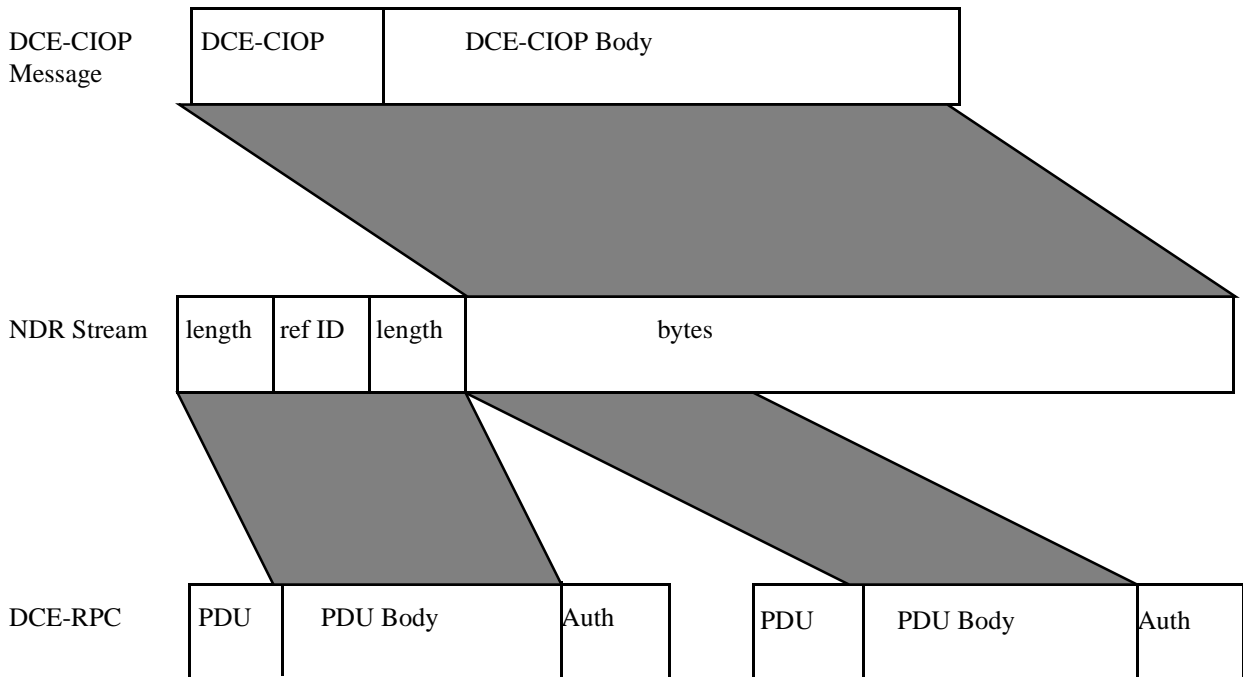 DCE-CIOP Message
DCE-CIOP
DCE-CIOP Body
NDR Stream
length
ref ID
length
bytes
DCE-RPC
PDU
PDU Body
Auth
PDU
PDU Body
Auth